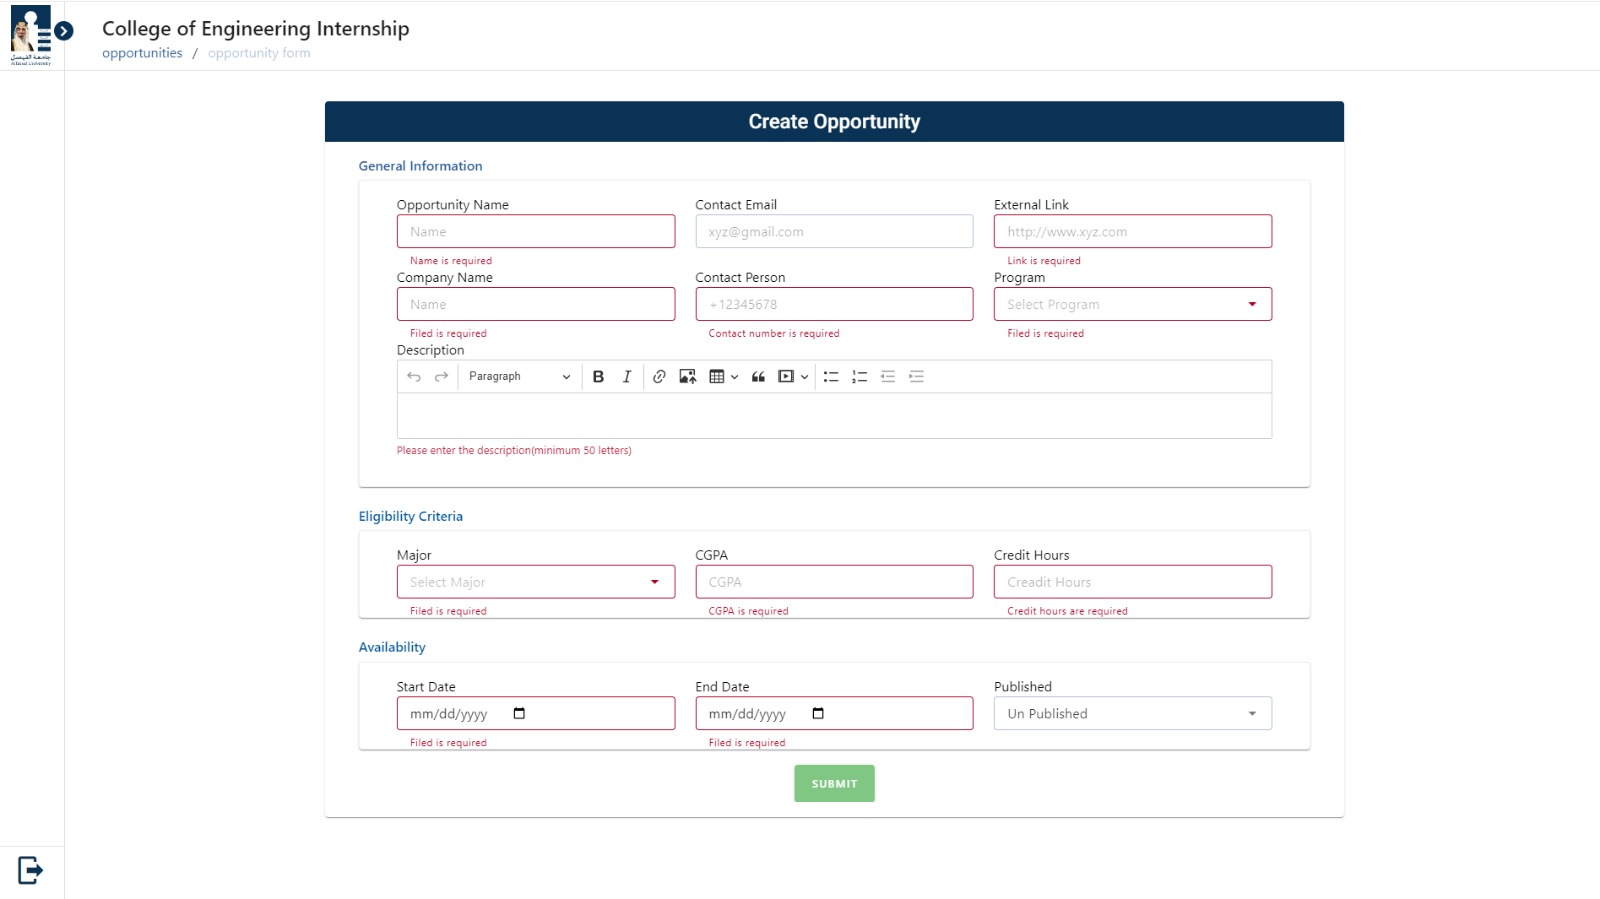 College of Engineering Internship
opportunities / opportunity form
جامعة الفيصل
Alfaisal University
Create Opportunity
General Information
Opportunity Name Contact Email External Link
Name xyz@gmail.com http://www.xyz.com
Name is required Link is required
Company Name Contact Person Program
Name +12345678 Select Program
Filed is required Contact number is required Filed is required
Description
Paragraph B I
Please enter the description(minimum 50 letters)
Eligibility Criteria
Major CGPA Credit Hours
Select Major CGPA Creadit Hours
Filed is required CGPA is required Credit hours are required
Availability
Start Date End Date Published
mm/dd/yyyy mm/dd/yyyy Un Published
Filed is required Filed is required
SUBMIT